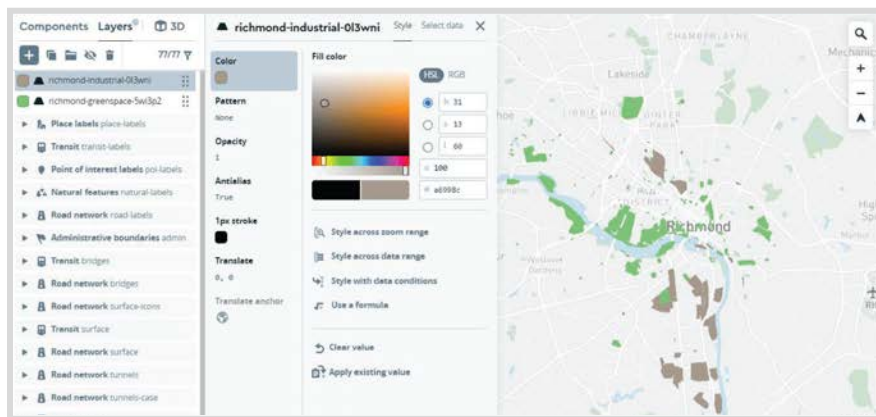 Components Layers 3D
77/77
richmond-industrial-0l3wni
richmond-greenspace-5wi3p2
Place labels place-labels
Transit transit-labels
Point of interest labels poi-labels
Natural features natural-labels
Road network road-labels
Administrative boundaries admin
Transit bridges
Road network bridges
Road network surface-icons
Transit surface
Road network surface
Road network tunnels
Road network tunnels-case
richmond-industrial-0l3wni Style Select data
Color
Pattern
None
Opacity
1
Antialias
True
1px stroke
Translate
0, 0
Translate anchor
Fill color
HSL RGB
h 31
s 13
l 60
100
# a6998c
Style across zoom range
Style across data range
Style with data conditions
Use a formula
Clear value
Apply existing value
CHAMBERLAYNE
Lakeside
PARK
DISTRICT
Richmond